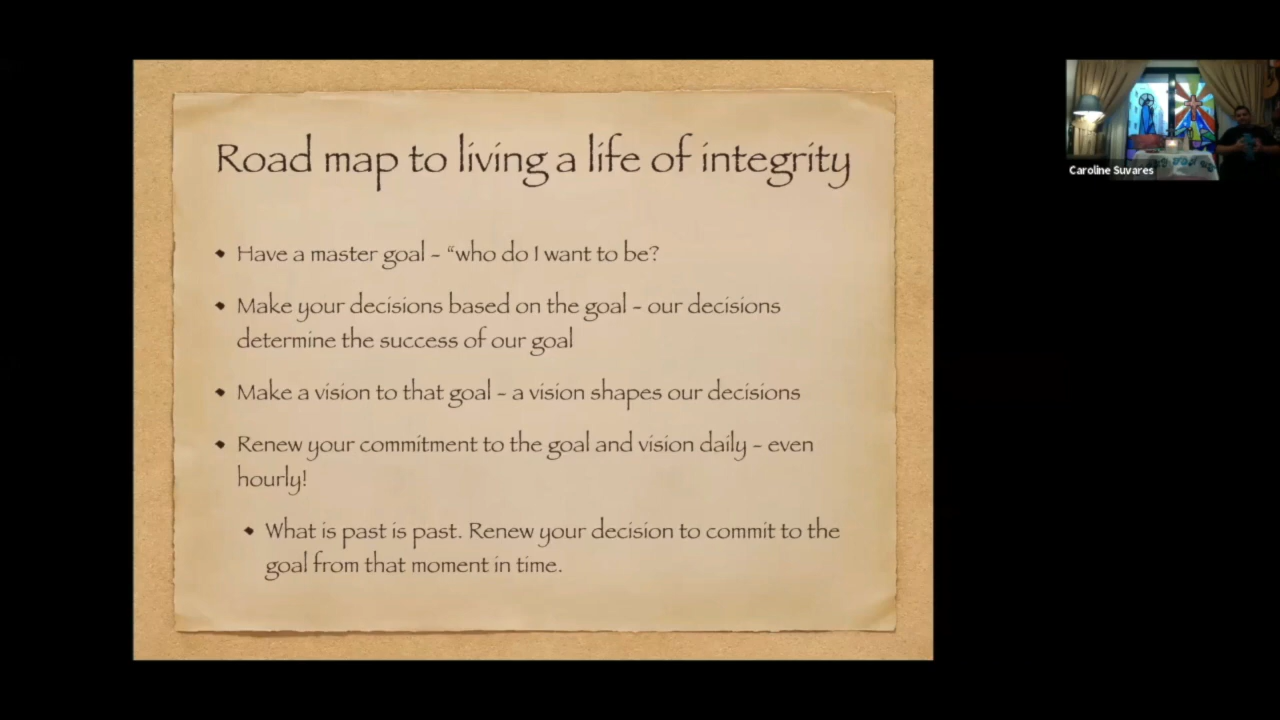 Road map to living a life of integrity
• Have a master goal - “who do I want to be?
• Make your decisions based on the goal - our decisions
determine the success of our goal
• Make a vision to that goal - a vision shapes our decisions
• Renew your commitment to the goal and vision daily - even
hourly!
• What is past is past. Renew your decision to commit to the
goal from that moment in time.
Caroline Suvares